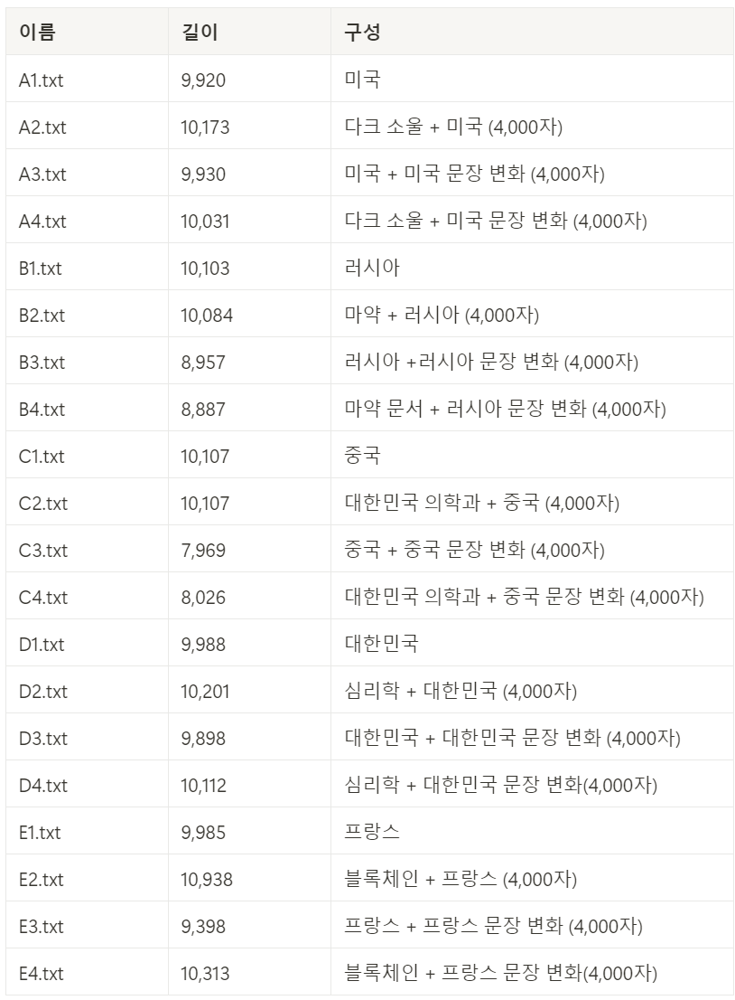 이름 길이 구성
A1.txt 9,920 미국
A2.txt 10,173 다크 소울 + 미국 (4,000자)
A3.txt 9,930 미국 + 미국 문장 변화 (4,000자)
A4.txt 10,031 다크 소울 + 미국 문장 변화 (4,000자)
B1.txt 10,103 러시아
B2.txt 10,084 마약 + 러시아 (4,000자)
B3.txt 8,957 러시아 +러시아 문장 변화 (4,000자)
B4.txt 8,887 마약 문서 + 러시아 문장 변화 (4,000자)
C1.txt 10,107 중국
C2.txt 10,107 대한민국 의학과 + 중국 (4,000자)
C3.txt 7,969 중국 + 중국 문장 변화 (4,000자)
C4.txt 8,026 대한민국 의학과 + 중국 문장 변화 (4,000자)
D1.txt 9,988 대한민국
D2.txt 10,201 심리학 + 대한민국 (4,000자)
D3.txt 9,898 대한민국 + 대한민국 문장 변화 (4,000자)
D4.txt 10,112 심리학 + 대한민국 문장 변화(4,000자)
E1.txt 9,985 프랑스
E2.txt 10,938 블록체인 + 프랑스 (4,000자)
E3.txt 9,398 프랑스 + 프랑스 문장 변화 (4,000자)
E4.txt 10,313 블록체인 + 프랑스 문장 변화(4,000자)